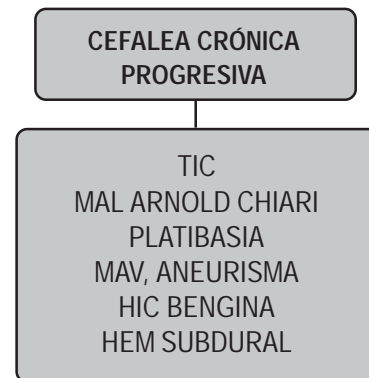 CEFALEA CRÓNICA
PROGRESIVA
TIC
MAL ARNOLD CHIARI
PLATIBASIA
MAV, ANEURISMA
HIC BENGINA
HEM SUBDURAL